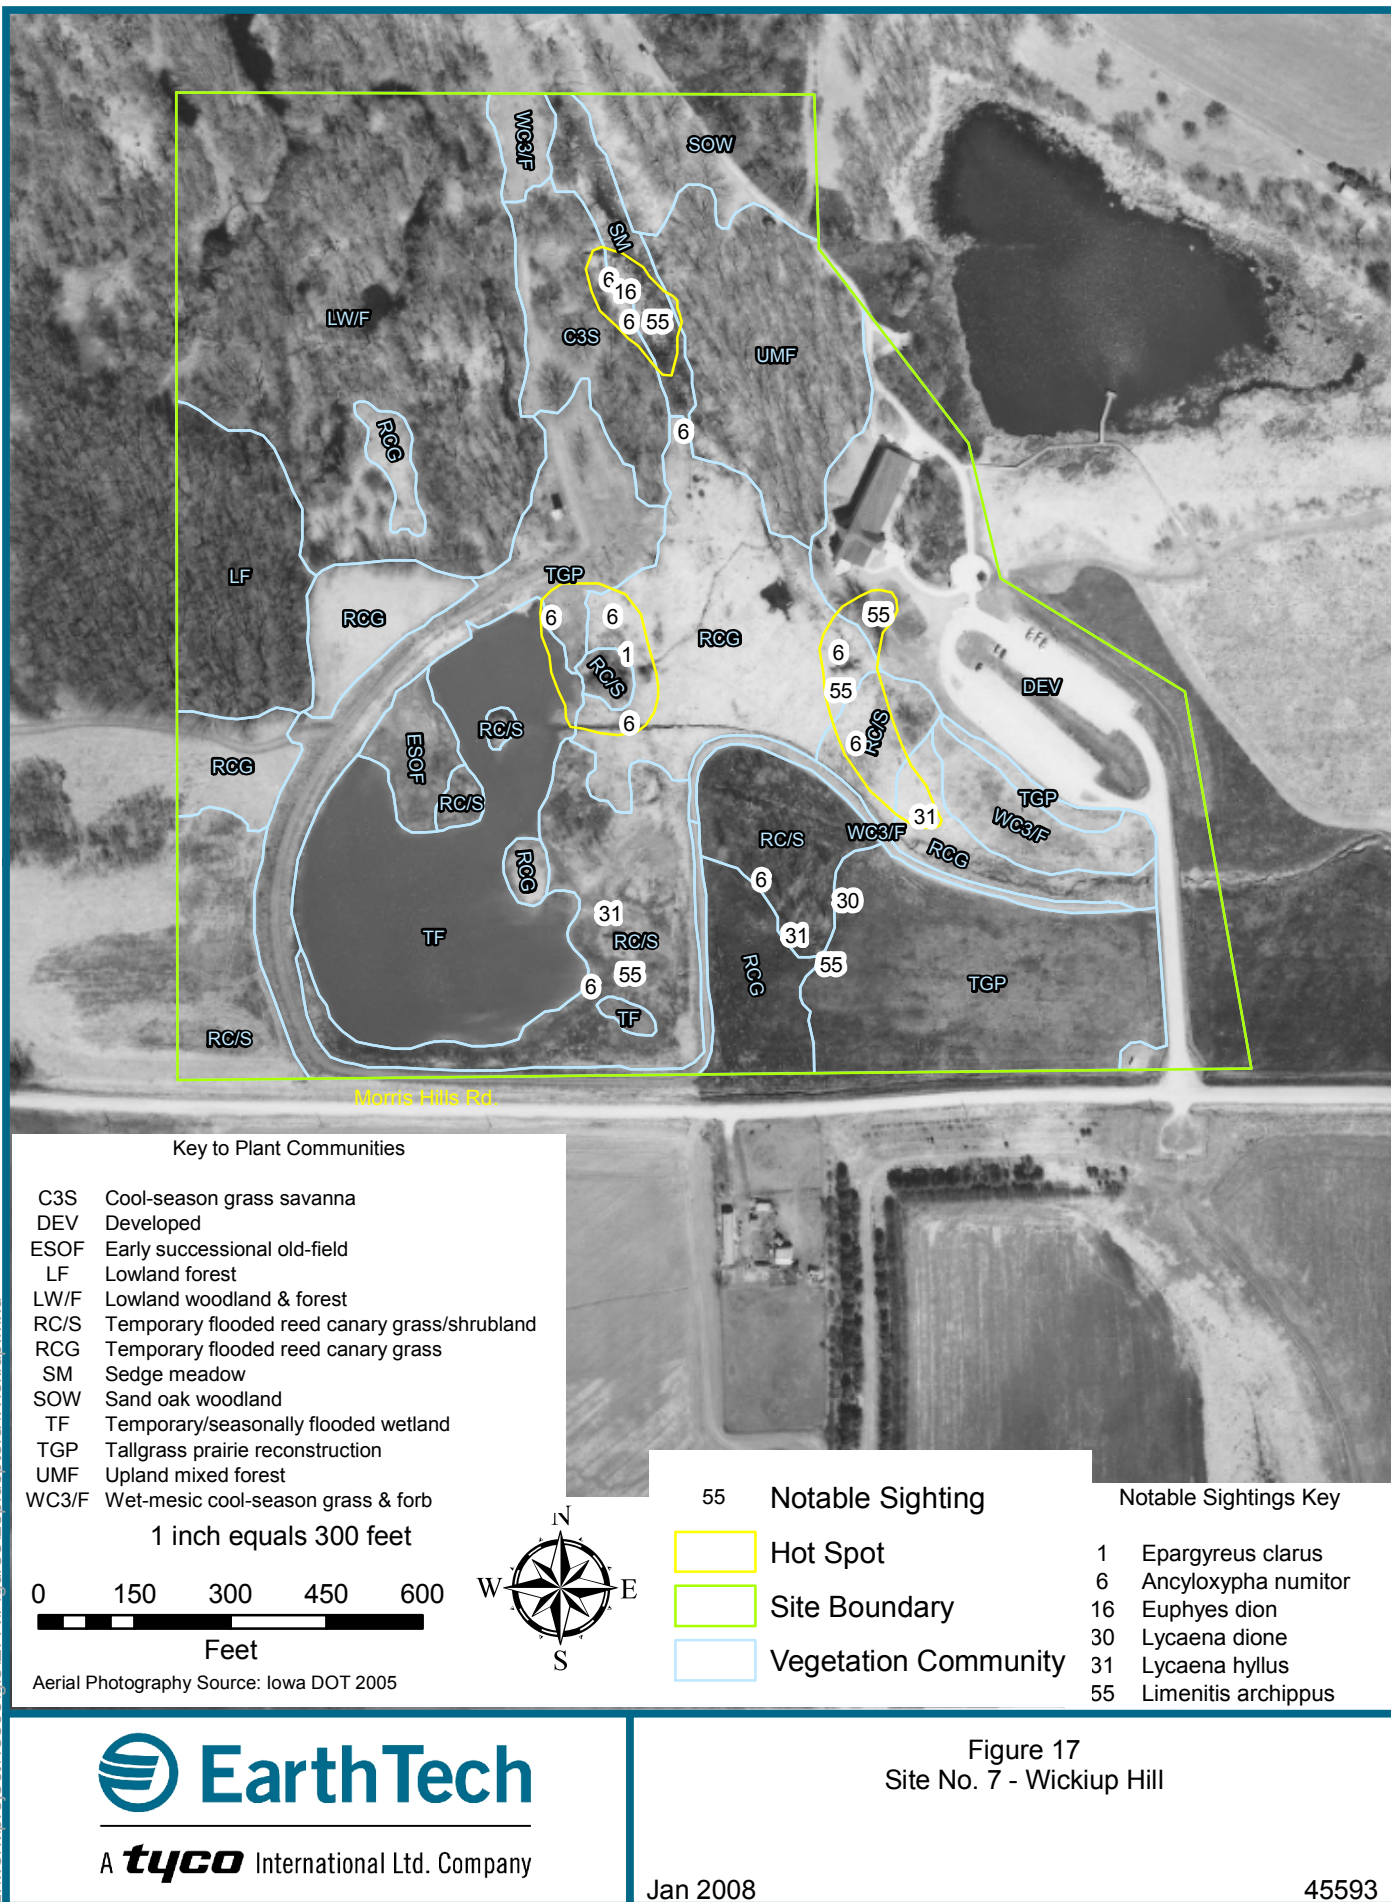 WC3/F
SOW
SM
6
16
6
55
LW/F
C3S
UMF
RCG
6
LF
TGP
RCG
6
6
1
RC/S
6
RCG
55
6
55
6
RC/S
31
DEV
RCG
ESOF
RC/S
RC/S
TGP
WC3/F
RC/S
WC3/F
RCG
RCG
6
30
31
31
RC/S
TF
55
55
6
RCG
TGP
TF
RC/S
Morris Hills Rd.
Key to Plant Communities
C3S Cool-season grass savanna
DEV Developed
ESOF Early successional old-field
LF Lowland forest
LW/F Lowland woodland & forest
RC/S Temporary flooded reed canary grass/shrubland
RCG Temporary flooded reed canary grass
SM Sedge meadow
SOW Sand oak woodland
TF Temporary/seasonally flooded wetland
TGP Tallgrass prairie reconstruction
UMF Upland mixed forest
WC3/F Wet-mesic cool-season grass & forb
1 inch equals 300 feet
0 150 300 450 600
Feet
Aerial Photography Source: Iowa DOT 2005
N
W E
S
55 Notable Sighting
Hot Spot
Site Boundary
Vegetation Community
Notable Sightings Key
1 Epargyreus clarus
6 Ancyloxypha numitor
16 Euphyes dion
30 Lycaena dione
31 Lycaena hyllus
55 Limenitis archippus
EarthTech
A tyco International Ltd. Company
Figure 17
Site No. 7 - Wickiup Hill
Jan 2008
45593